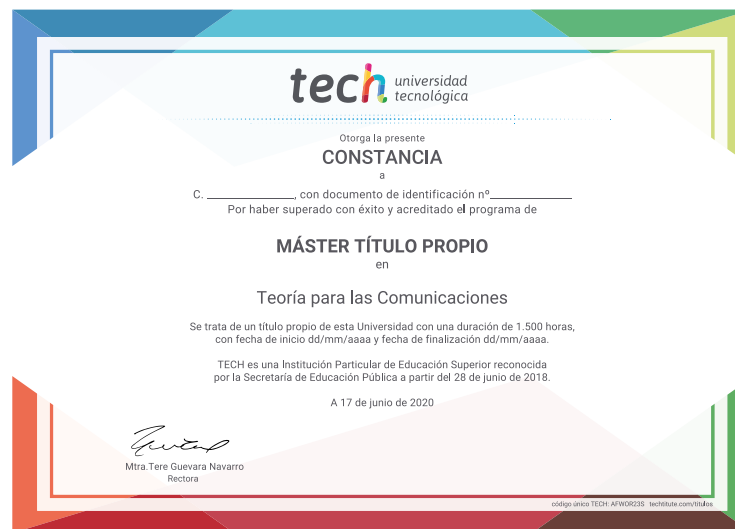 tech universidad
tecnológica
Otorga la presente
CONSTANCIA
a
C. ______________, con documento de identificación nº_____________
Por haber superado con éxito y acreditado el programa de
MÁSTER TÍTULO PROPIO
en
Teoría para las Comunicaciones
Se trata de un título propio de esta Universidad con una duración de 1.500 horas,
con fecha de inicio dd/mm/aaaa y fecha de finalización dd/mm/aaaa.
TECH es una Institución Particular de Educación Superior reconocida
por la Secretaría de Educación Pública a partir del 28 de junio de 2018.
A 17 de junio de 2020
Mtra.Tere Guevara Navarro
Rectora
código único TECH: AFWOR23S techtitute.com/titulos